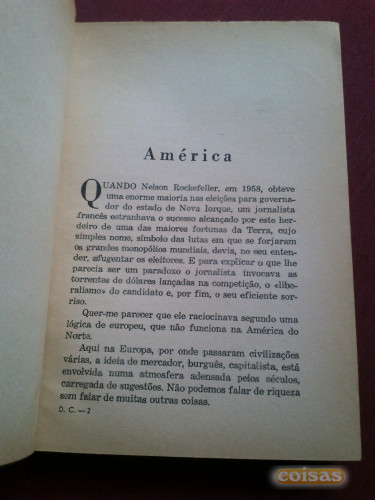 América
QUANDO Nelson Rockefeller, em 1958, obteve
uma enorme maioria nas eleições para governa-
dor do estado de Nova Iorque, um jornalista
francês estranhava o sucesso alcançado por este her-
deiro de uma das maiores fortunas da Terra, cujo
simples nome, símbolo das lutas em que se forjaram
os grandes monopólios mundiais, devia, no seu enten-
der, afugentar os eleitores. E para explicar o que lhe
parecia ser um paradoxo o jornalista invocava as
torrentes de dólares lançadas na competição, o «libe-
ralismo» do candidato e, por fim, o seu eficiente sor-
riso.
Quer-me parecer que ele raciocinava segundo uma
lógica de europeu, que não funciona na América do
Norte.
Aqui na Europa, por onde passaram civilizações
várias, a ideia de mercador, burguês, capitalista, está
envolvida numa atmosfera adensada pelos séculos,
carregada de sugestões. Não podemos falar de riqueza
sem falar de muitas outras coisas.
D. C. — 2
coisas